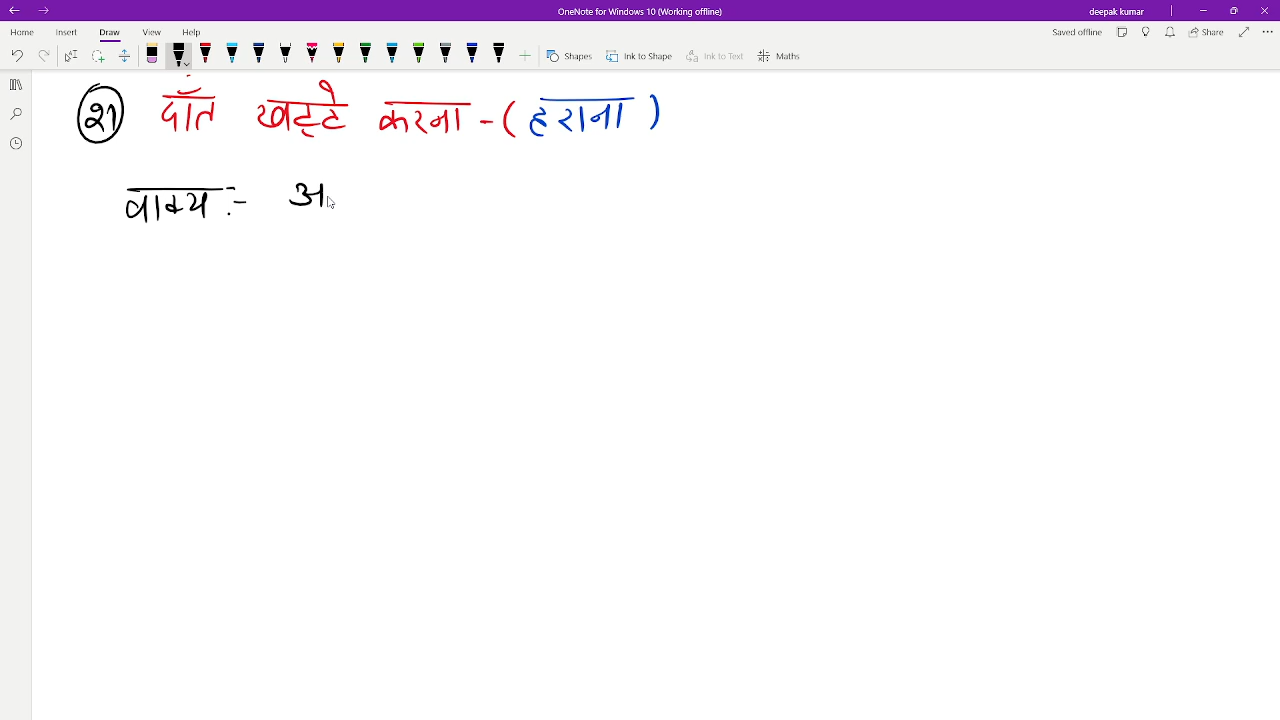 OneNote for Windows 10 (Working offline)
deepak kumar
Home Insert Draw View Help
Saved offline
Share
Shapes
Ink to Shape
Ink to Text
Maths
२१ दाँत खट्टे करना - ( हराना )
वाक्य :- अ